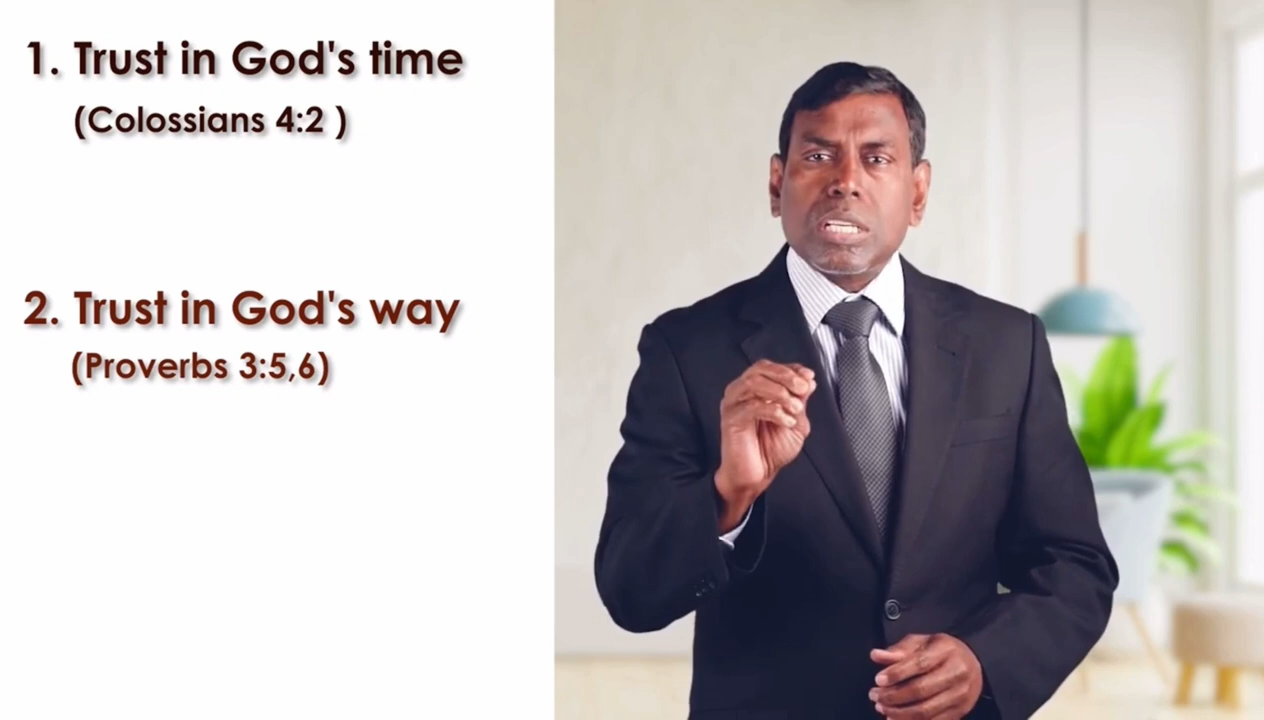 1. Trust in God's time
(Colossians 4:2 )
2. Trust in God's way
(Proverbs 3:5,6)